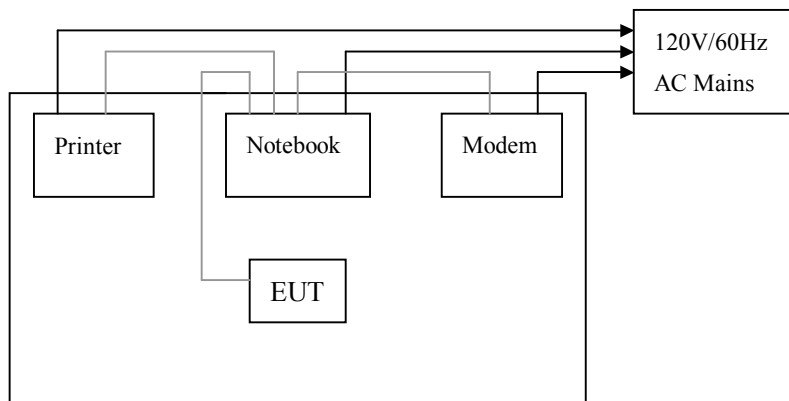 120V/60Hz
AC Mains
Printer
Notebook
Modem
EUT